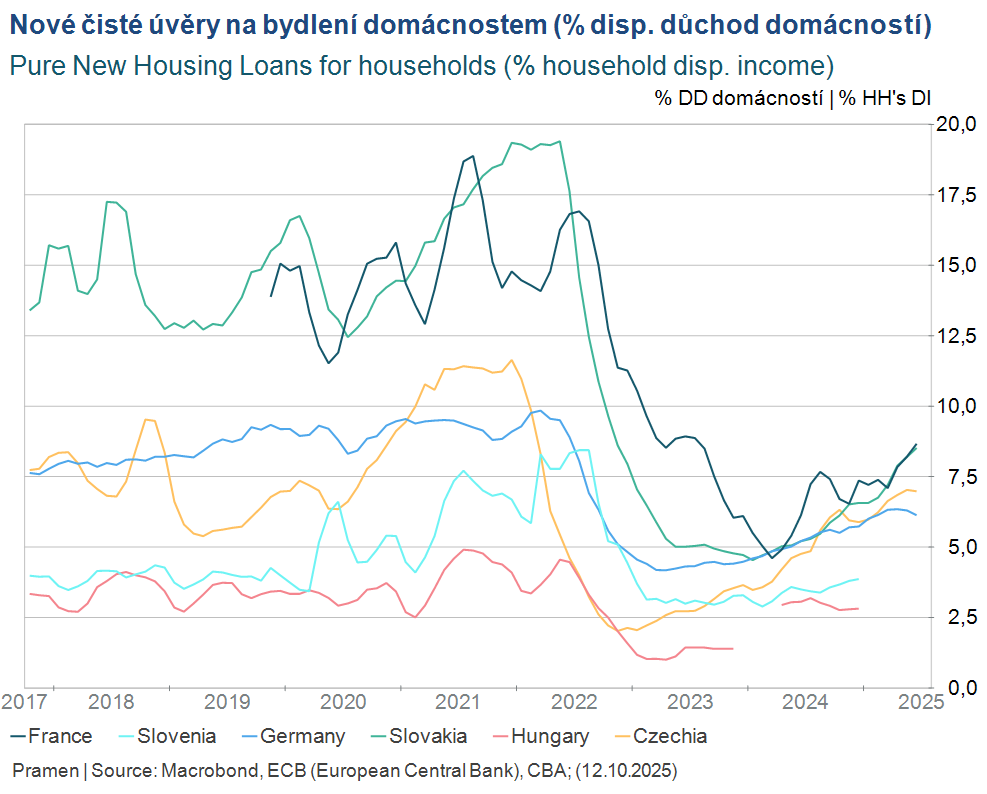 Nové čisté úvěry na bydlení domácnostem (% disp. důchod domácností)
Pure New Housing Loans for households (% household disp. income)
% DD domácností | % HH's DI
20,0
17,5
15,0
12,5
10,0
7,5
5,0
2,5
0,0
2017 2018 2019 2020 2021 2022 2023 2024 2025
France Slovenia Germany Slovakia Hungary Czechia
Pramen | Source: Macrobond, ECB (European Central Bank), CBA; (12.10.2025)